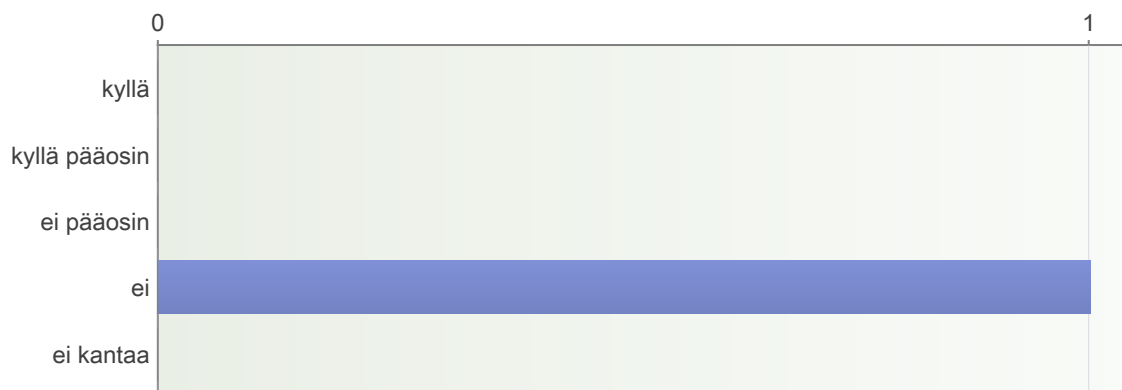 0 1
kyllä
kyllä pääosin
ei pääosin
ei
ei kantaa